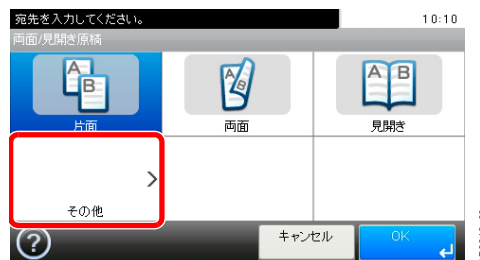 宛先を入力してください。 10:10
両面/見開き原稿
A B
A B
A B
片面 両面 見開き
その他
? キャンセル OK